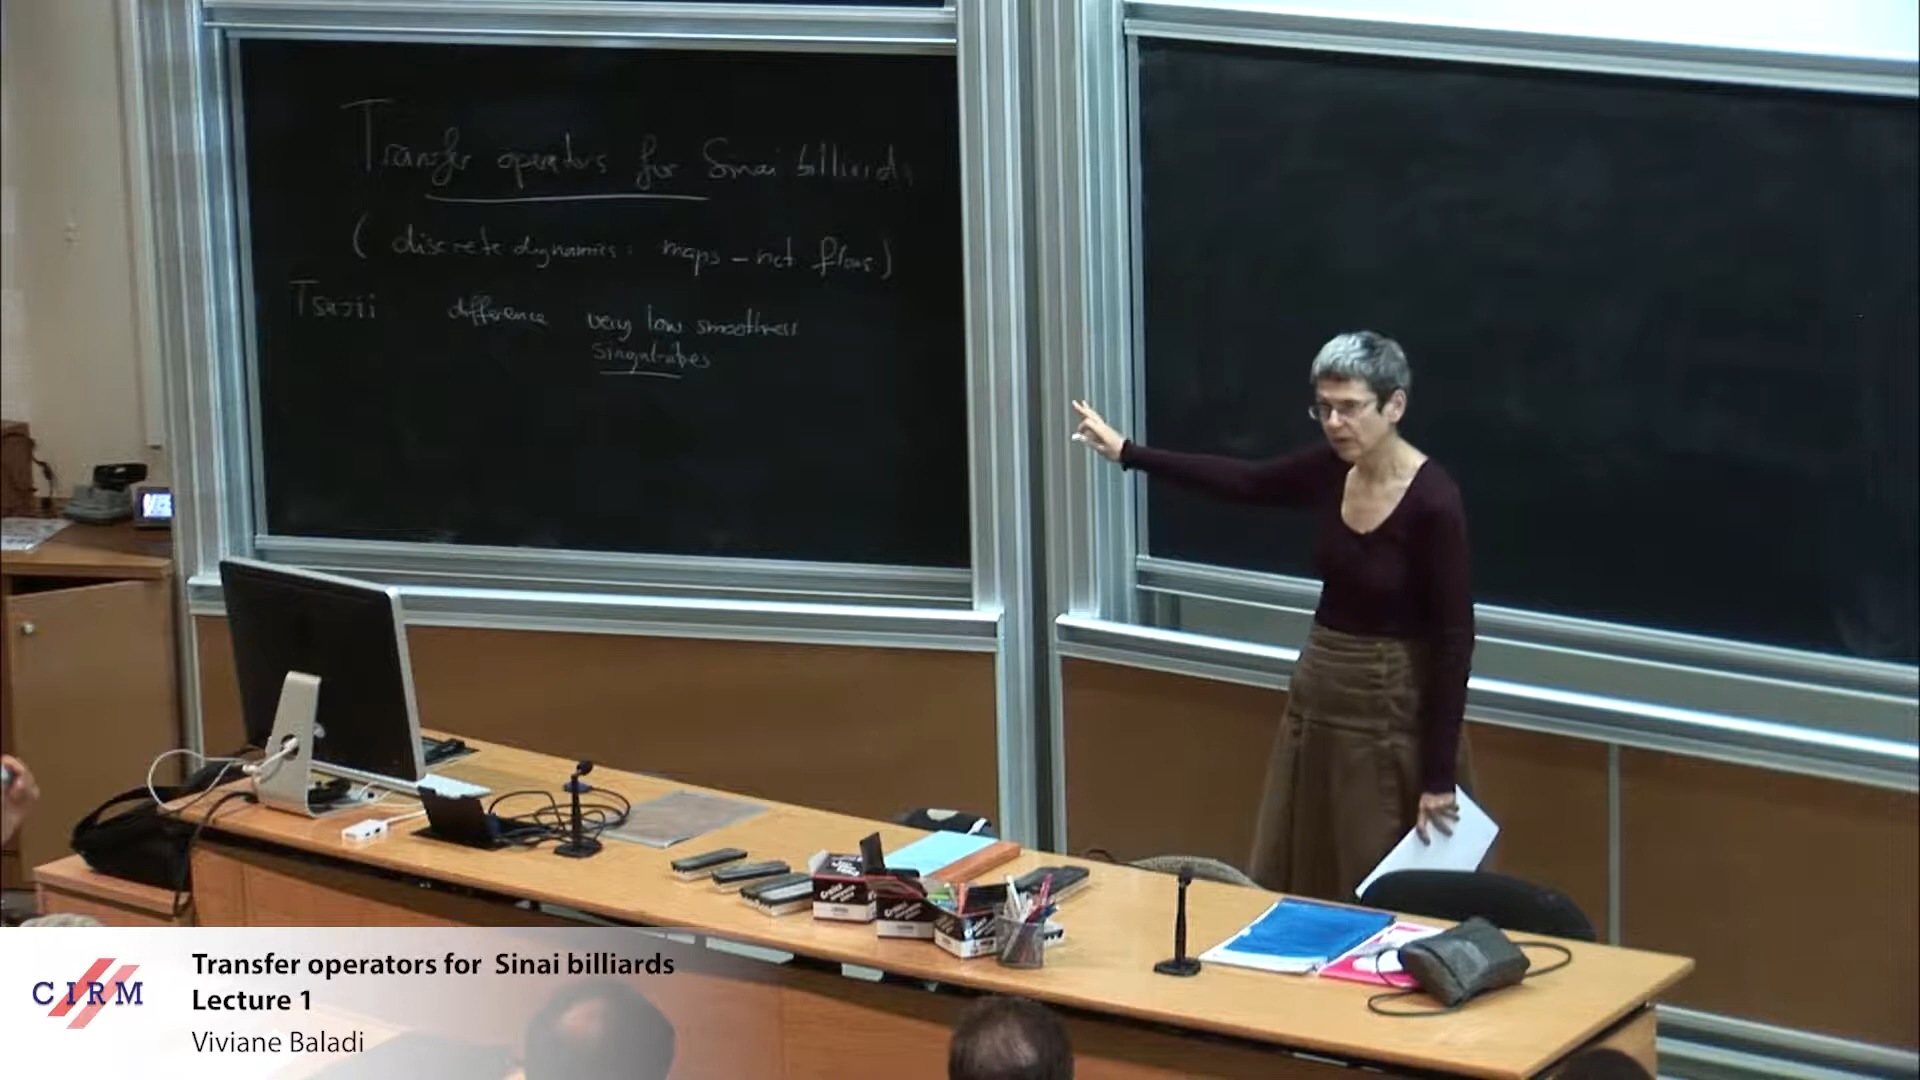 Transfer operators for Sinai billiards
(discrete dynamics: maps – not flows)
Tsujii difference very low smoothness
singularities
CIRM
Transfer operators for Sinai billiards
Lecture 1
Viviane Baladi